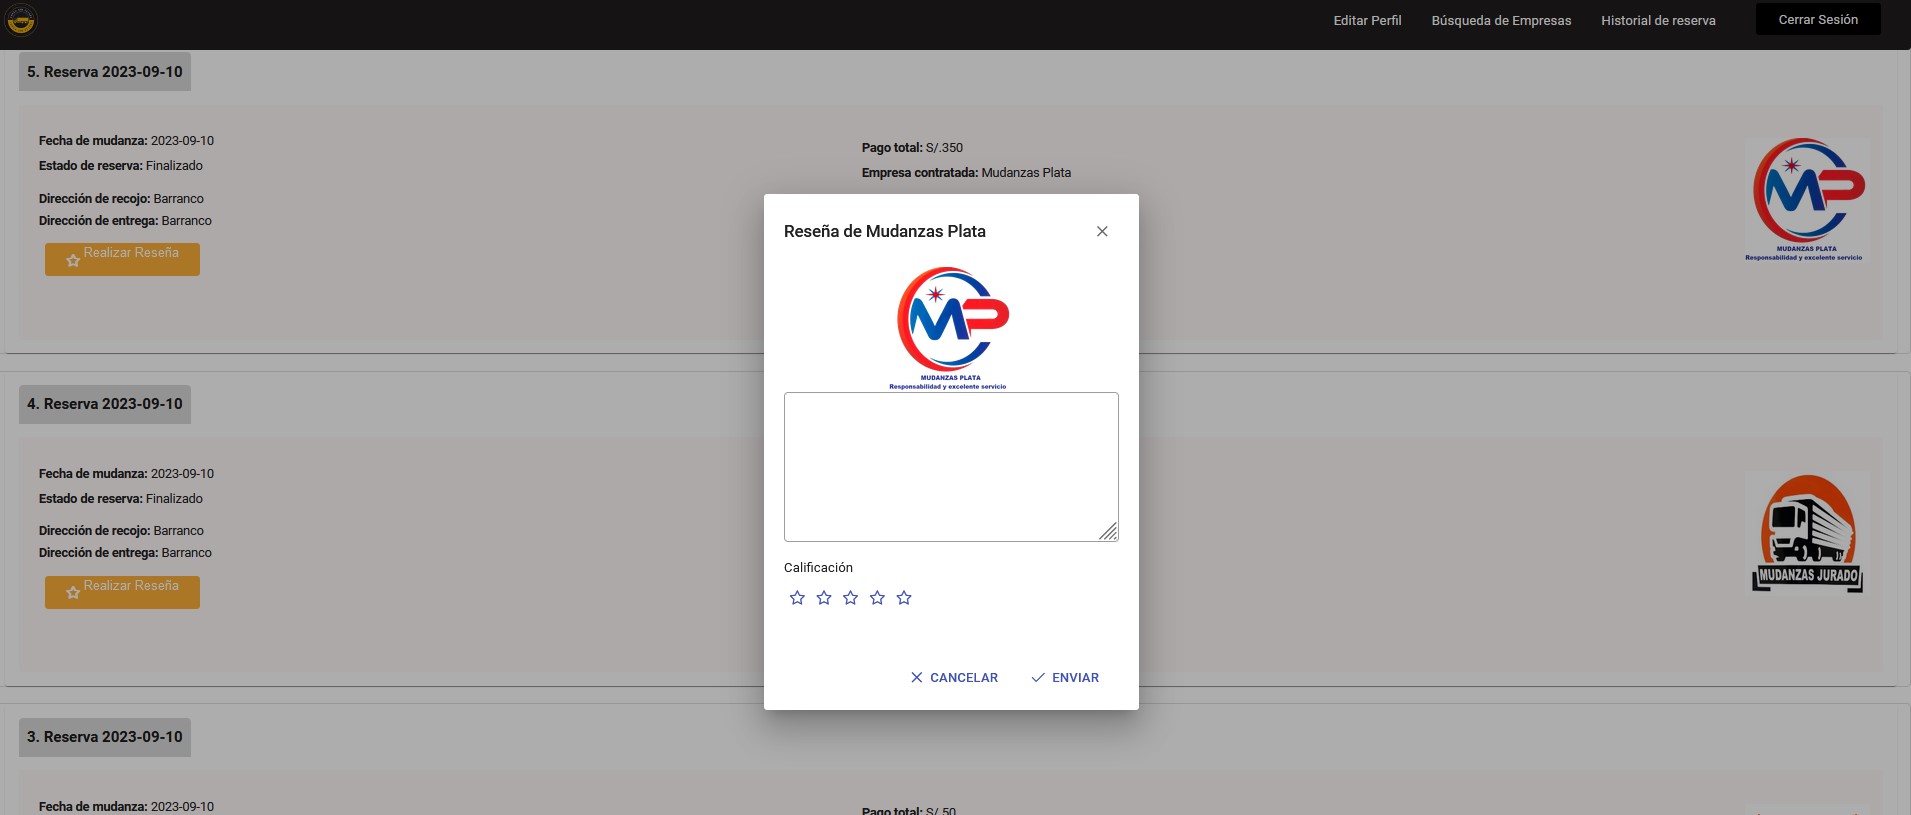 Editar Perfil
Búsqueda de Empresas
Historial de reserva
Cerrar Sesión
5. Reserva 2023-09-10
Fecha de mudanza: 2023-09-10
Estado de reserva: Finalizado
Dirección de recojo: Barranco
Dirección de entrega: Barranco
Realizar Reseña
Pago total: S/.350
Empresa contratada: Mudanzas Plata
MP
MUDANZAS PLATA
Responsabilidad y excelente servicio
Reseña de Mudanzas Plata
MP
MUDANZAS PLATA
Responsabilidad y excelente servicio
Calificación
CANCELAR
ENVIAR
4. Reserva 2023-09-10
Fecha de mudanza: 2023-09-10
Estado de reserva: Finalizado
Dirección de recojo: Barranco
Dirección de entrega: Barranco
Realizar Reseña
MUDANZAS JURADO
3. Reserva 2023-09-10
Fecha de mudanza: 2023-09-10
Pago total: S/.50